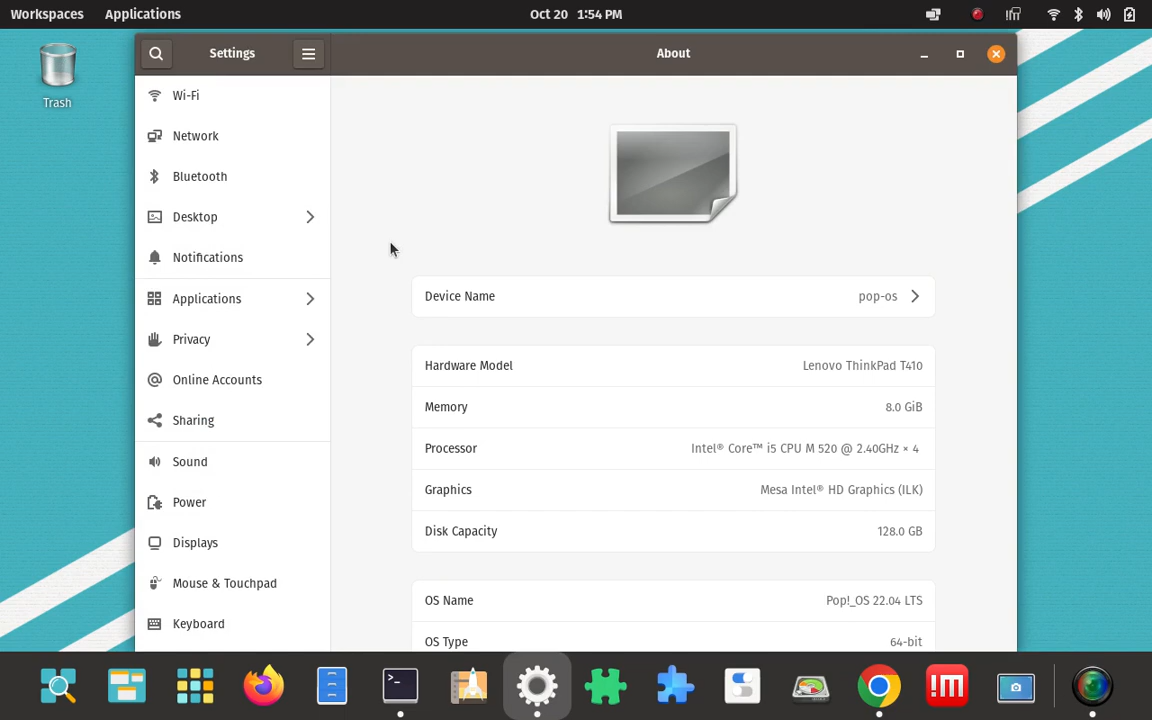 Workspaces Applications Oct 20 1:54 PM
Trash
Settings About
Wi-Fi
Network
Bluetooth
Desktop
Notifications
Applications
Privacy
Online Accounts
Sharing
Sound
Power
Displays
Mouse & Touchpad
Keyboard
Device Name pop-os
Hardware Model Lenovo ThinkPad T410
Memory 8.0 GiB
Processor Intel® Core™ i5 CPU M 520 @ 2.40GHz × 4
Graphics Mesa Intel® HD Graphics (ILK)
Disk Capacity 128.0 GB
OS Name Pop!_OS 22.04 LTS
OS Type 64-bit